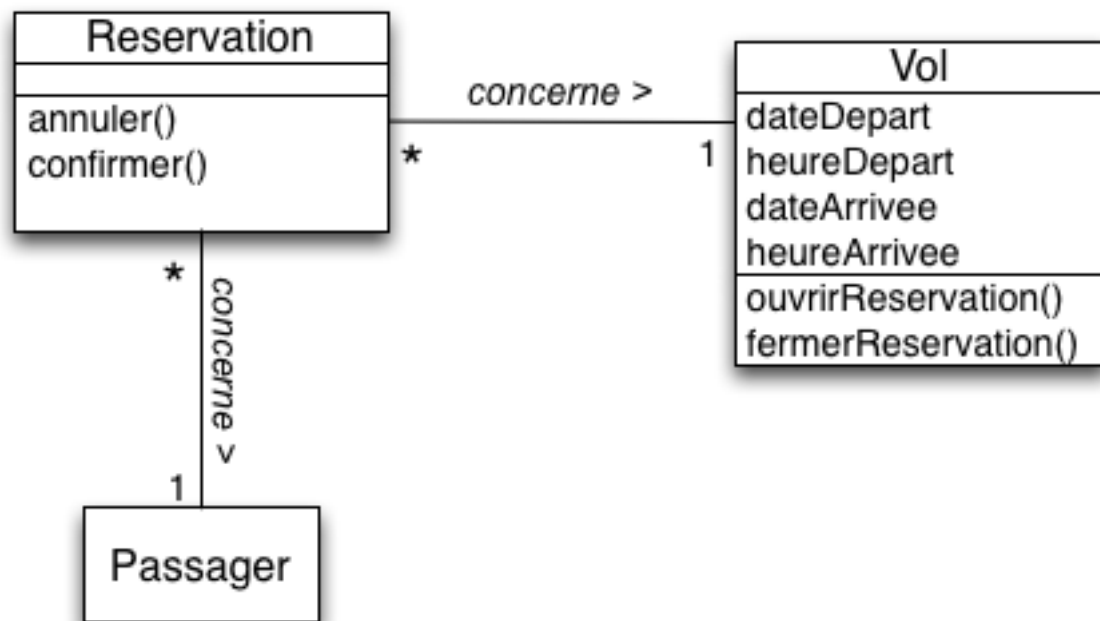 Reservation
annuler()
confirmer()
concerne >
*
1
Vol
dateDepart
heureDepart
dateArrivee
heureArrivee
ouvrirReservation()
fermerReservation()
*
concerne >
1
Passager